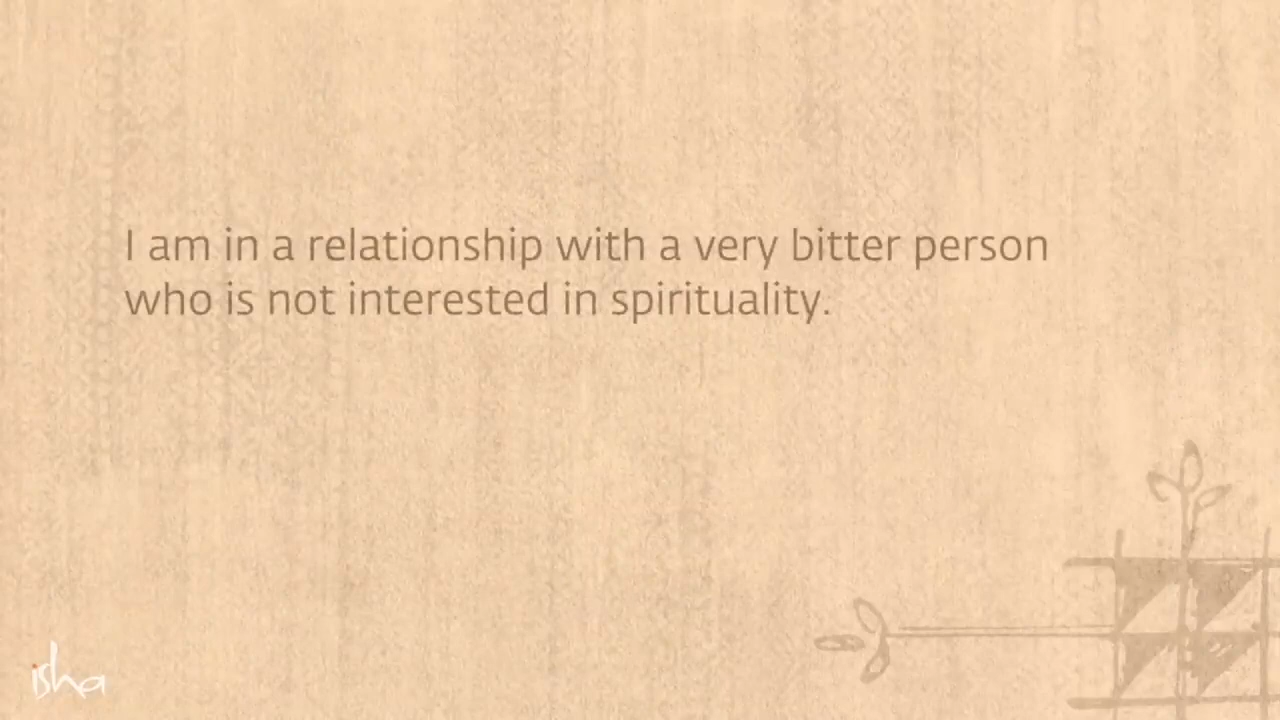 I am in a relationship with a very bitter person
who is not interested in spirituality.
isha